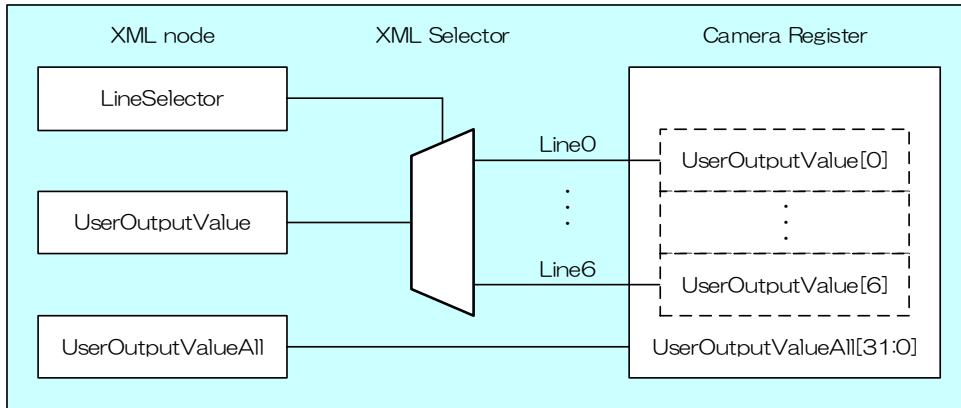 XML node
XML Selector
Camera Register
LineSelector
Line0
UserOutputValue[0]
UserOutputValue
Line6
UserOutputValue[6]
UserOutputValueAll
UserOutputValueAll[31:0]